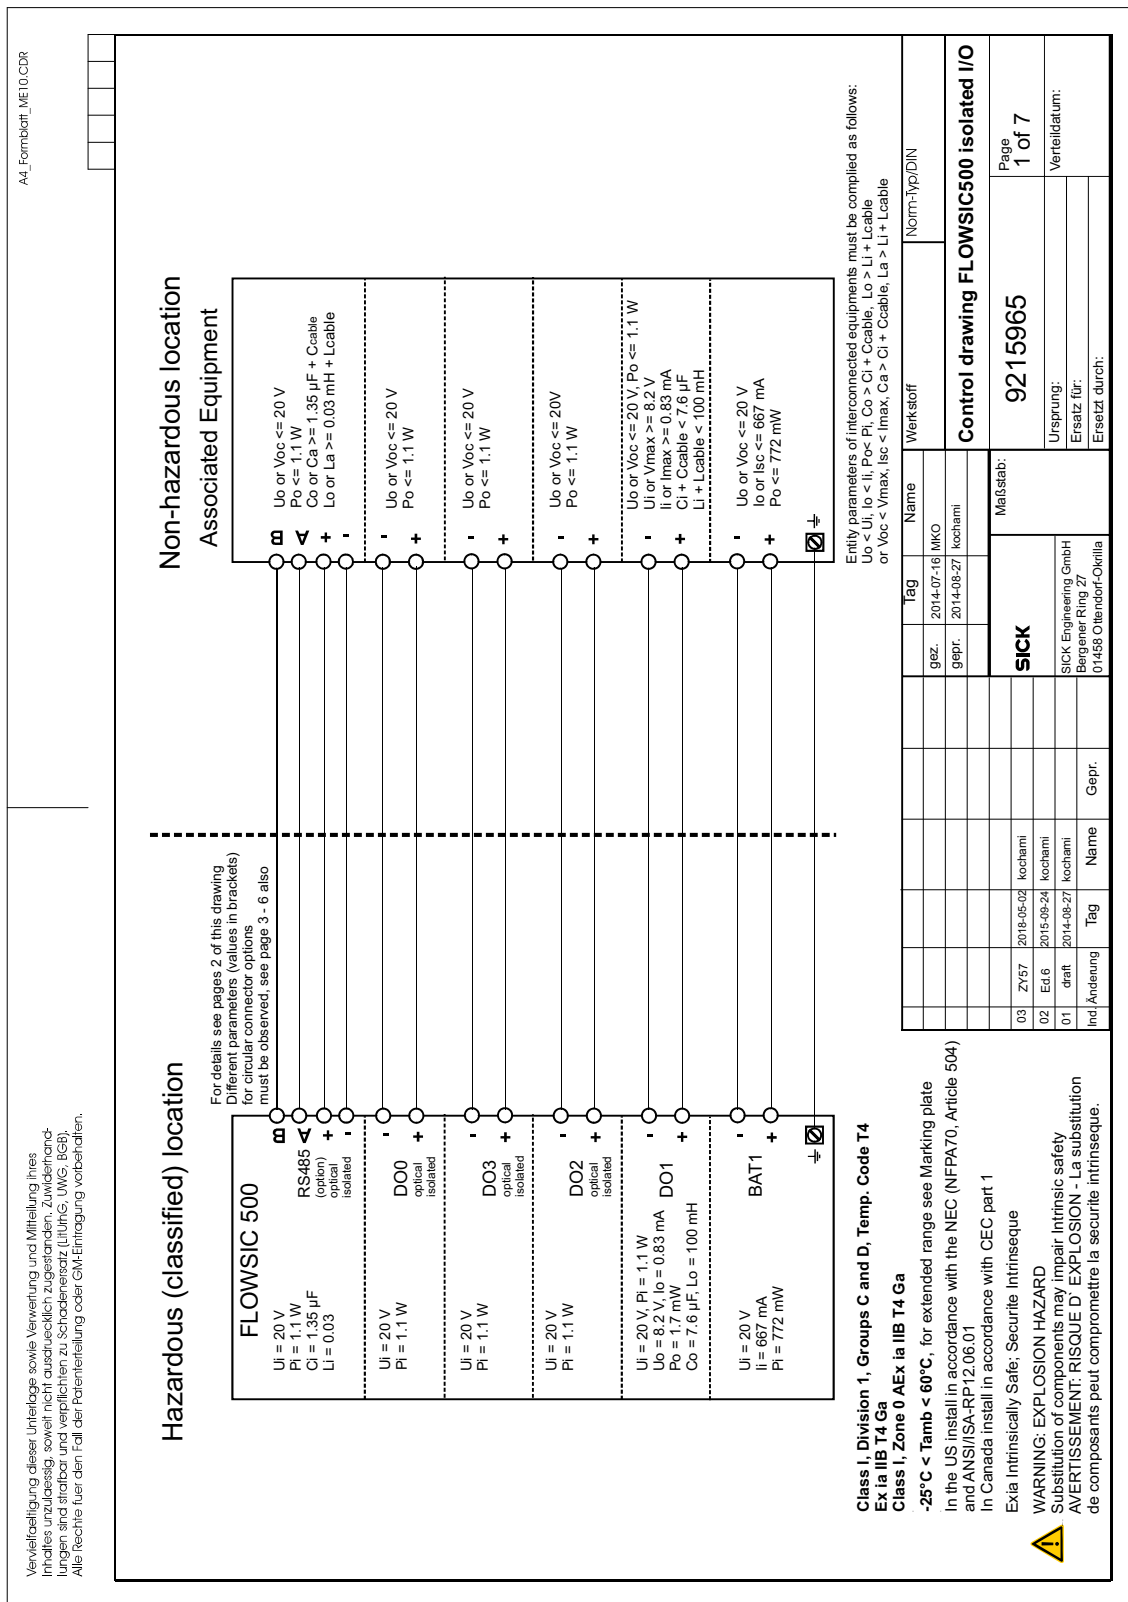 Vervielfaeltigung dieser Unterlage sowie Verwertung und Mitteilung ihres
Inhaltes unzulaessig, soweit nicht ausdruecklich zugestanden. Zuwiderhand-
lungen sind strafbar und verpflichten zu Schadenersatz (LitUrhG, UWG, BGB).
Alle Rechte fuer den Fall der Patenterteilung oder GM-Eintragung vorbehalten.
A4_Formblatt_ME10.CDR
Hazardous (classified) location
For details see pages 2 of this drawing
Different parameters (values in brackets)
for circular connector options
must be observed, see page 3 - 6 also
FLOWSIC 500
Ui = 20 V
Pi = 1.1 W
Ci = 1.35 µF
Li = 0.03
RS485
(option)
optical
isolated
B
A
+
-
Ui = 20 V
Pi = 1.1 W
DO0
optical
isolated
-
+
Ui = 20 V
Pi = 1.1 W
DO3
optical
isolated
-
+
Ui = 20 V
Pi = 1.1 W
DO2
optical
isolated
-
+
Ui = 20 V, Pi = 1.1 W
Uo = 8.2 V, Io = 0.83 mA
Po = 1.7 mW
Co = 7.6 µF, Lo = 100 mH
DO1
-
+
Ui = 20 V
Ii = 667 mA
Pi = 772 mW
BAT1
-
+
Non-hazardous location
Associated Equipment
B
A
+
-
Uo or Voc <= 20 V
Po <= 1.1 W
Co or Ca >= 1.35 µF + Ccable
Lo or La >= 0.03 mH + Lcable
-
+
Uo or Voc <= 20 V
Po <= 1.1 W
-
+
Uo or Voc <= 20 V
Po <= 1.1 W
-
+
Uo or Voc <= 20V
Po <= 1.1 W
-
+
Uo or Voc <= 20 V, Po <= 1.1 W
Ui or Vmax >= 8.2 V
Ii or Imax >= 0.83 mA
Ci + Ccable < 7.6 µF
Li + Lcable < 100 mH
-
+
Uo or Voc <= 20 V
Io or Isc <= 667 mA
Po <= 772 mW
Entity parameters of interconnected equipments must be complied as follows:
Uo < Ui, Io < Ii, Po< Pi, Co > Ci + Ccable, Lo > Li + Lcable
or Voc < Vmax, Isc < Imax, Ca > Ci + Ccable, La > Li + Lcable
Class I, Division 1, Groups C and D, Temp. Code T4
Ex ia IIB T4 Ga
Class I, Zone 0 AEx ia IIB T4 Ga
-25°C < Tamb < 60°C, for extended range see Marking plate
In the US install in accordance with the NEC (NFPA70, Article 504)
and ANSI/ISA-RP12.06.01
In Canada install in accordance with CEC part 1
Exia Intrinsically Safe; Securite Intrinseque
WARNING: EXPLOSION HAZARD
Substitution of components may impair Intrinsic safety
AVERTISSEMENT: RISQUE D` EXPLOSION - La substitution
de composants peut compromettre la securite intrinseque.
03 ZY57 2018-05-02 kochami
02 Ed.6 2015-09-24 kochami
01 draft 2014-08-27 kochami
Ind. Änderung Tag Name Gepr.
Tag Name
gez. 2014-07-16 MKO
gepr. 2014-08-27 kochami
SICK
SICK Engineering GmbH
Bergener Ring 27
01458 Ottendorf-Okrilla
Maßstab:
Werkstoff
Norm-Typ/DIN
Control drawing FLOWSIC500 isolated I/O
9215965
Page
1 of 7
Ursprung:
Ersatz für:
Ersetzt durch:
Verteildatum: